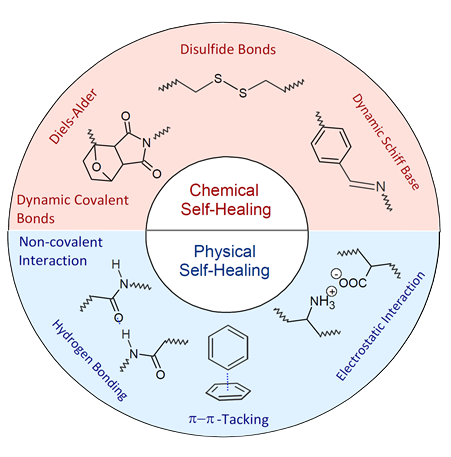 Disulfide Bonds
Diels-Alder
Dynamic Schiff Base
S
S
O
N
O
O
N
Dynamic Covalent
Bonds
Chemical
Self-Healing
Physical
Self-Healing
Non-covalent
Interaction
H
N
O
H
N
O
⊖OOC
⊕
NH3
Hydrogen Bonding
π−π-Tacking
Electrostatic Interaction